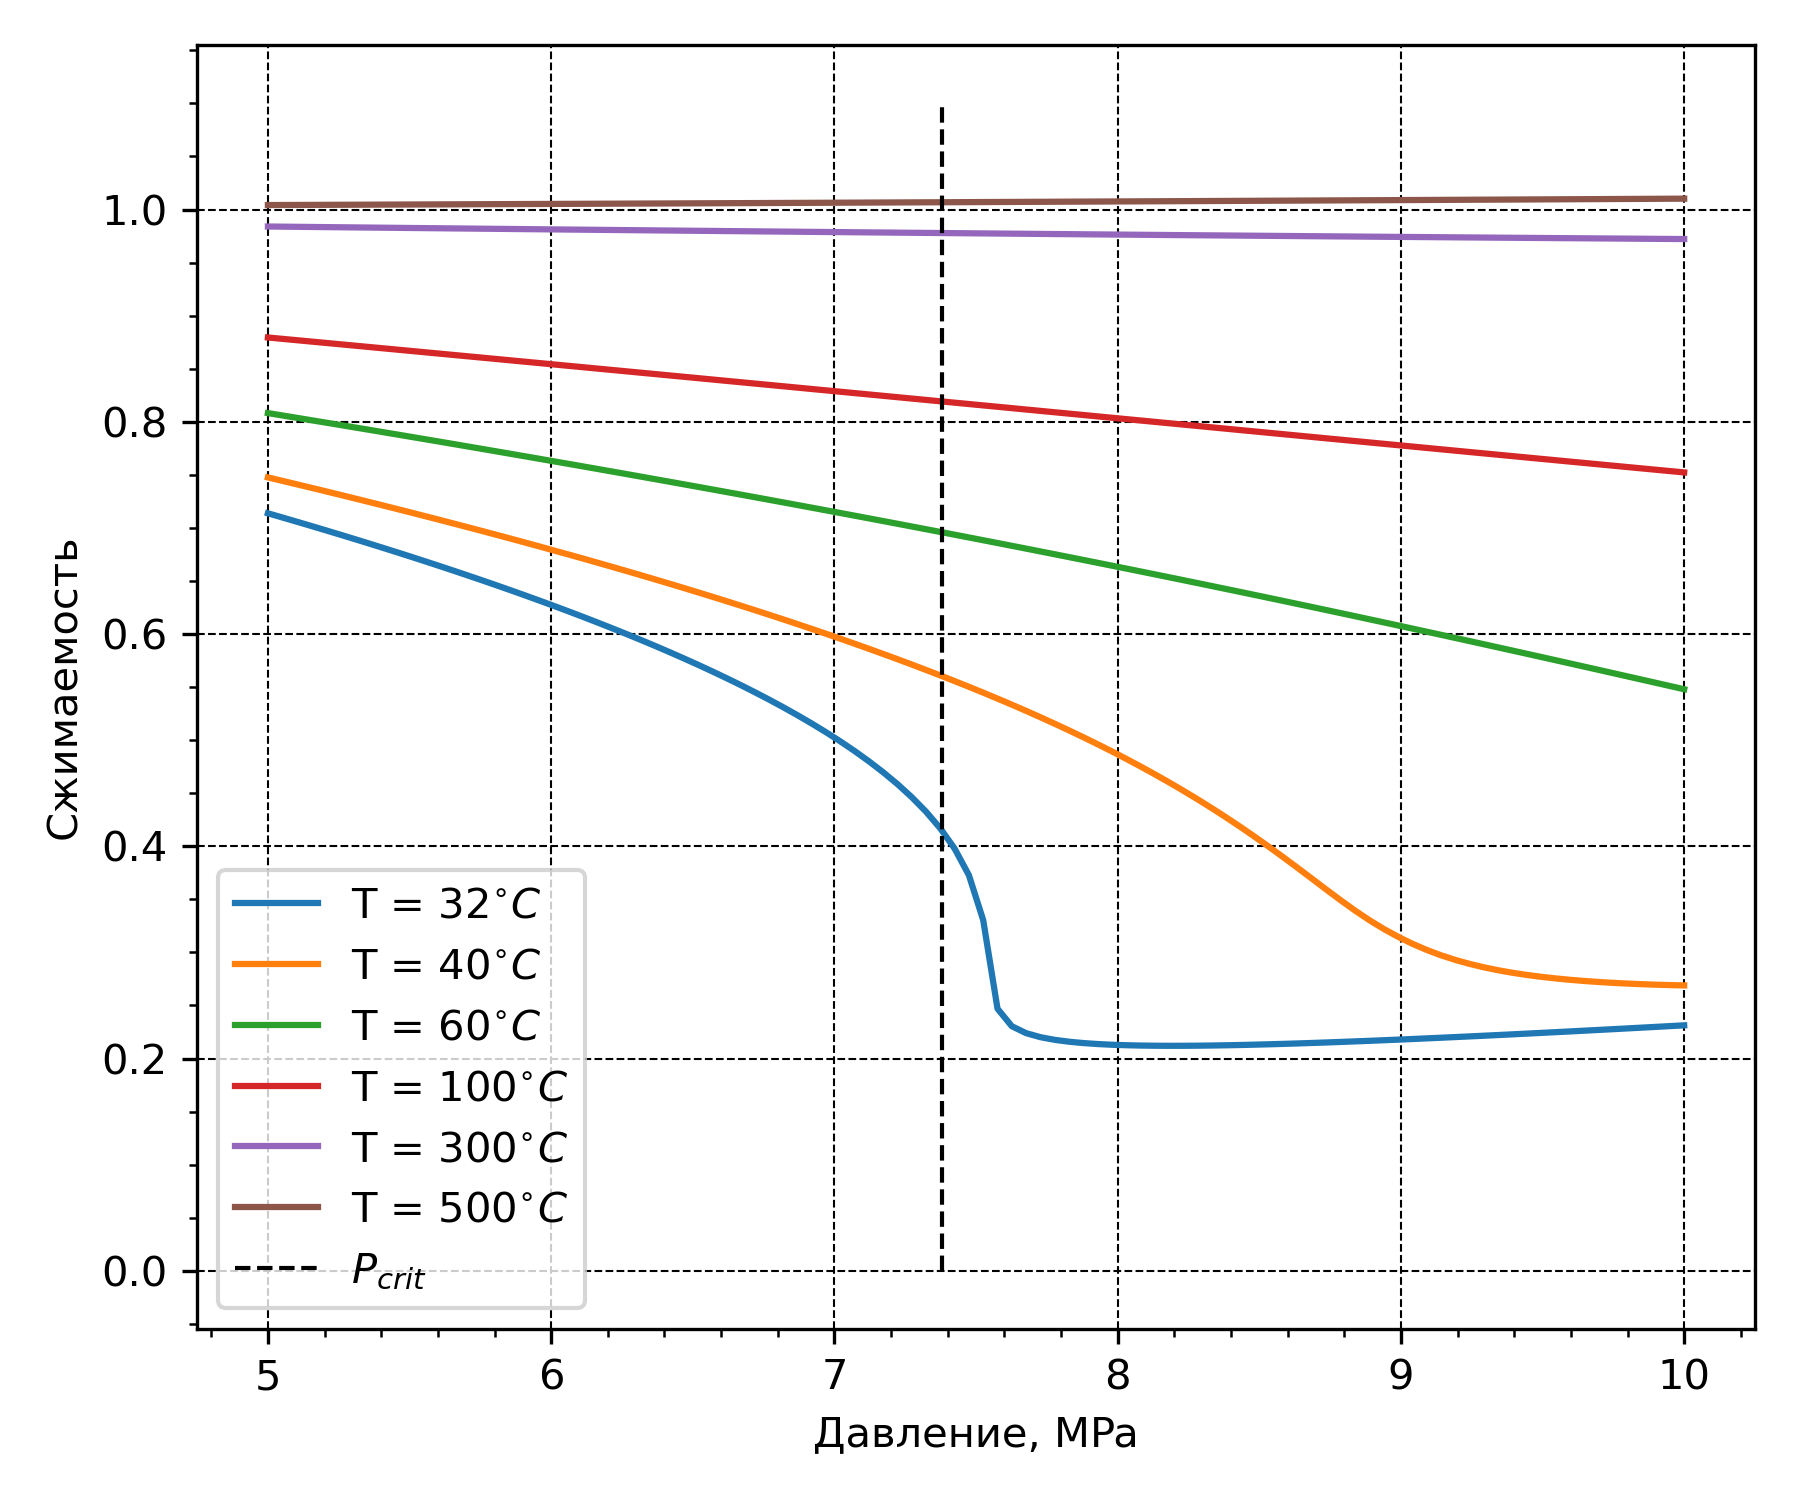 1.0
0.8
0.6
0.4
0.2
0.0
Сжимаемость
T = 32°C
T = 40°C
T = 60°C
T = 100°C
T = 300°C
T = 500°C
P_crit
5 6 7 8 9 10
Давление, MPa